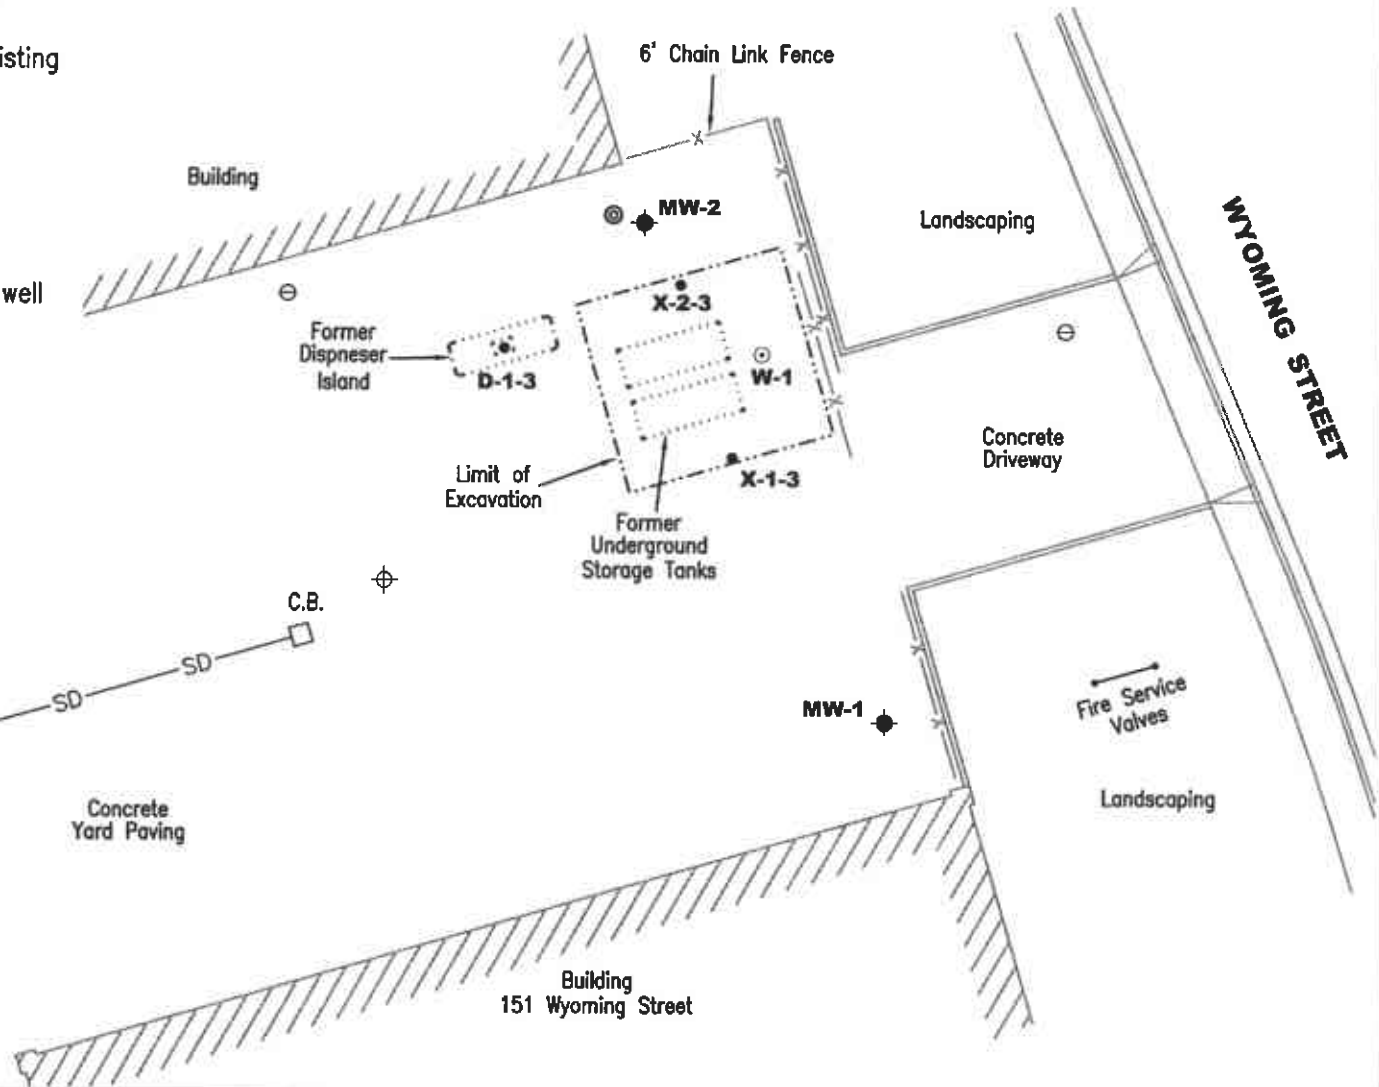 isting
6' Chain Link Fence
Building
MW-2
Landscaping
WYOMING STREET
well
X-2-3
Former
Dispneser
Island
D-1-3
W-1
Concrete
Driveway
Limit of
Excavation
X-1-3
Former
Underground
Storage Tanks
C.B.
SD
SD
MW-1
Fire Service
Valves
Landscaping
Concrete
Yard Paving
Building
151 Wyoming Street